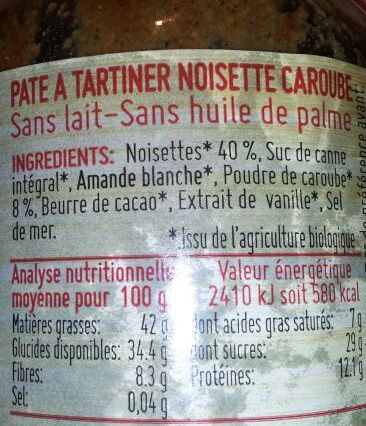 PATE A TARTINER NOISETTE CAROUBE
Sans lait-Sans huile de palme
INGREDIENTS: Noisettes* 40 %, Suc de canne
intégral*, Amande blanche*, Poudre de caroube*
8 %, Beurre de cacao*, Extrait de vanille*, Sel
de mer.
*Issu de l'agriculture biologique
Analyse nutritionnelle
moyenne pour 100 g
Valeur énergétique
2410 kJ soit 580 kcal
Matières grasses: 42 g dont acides gras saturés: 7 g
Glucides disponibles: 34.4 g dont sucres: 29 g
Fibres: 8.3 g Protéines: 12.1 g
Sel: 0,04 g
de préférence avant